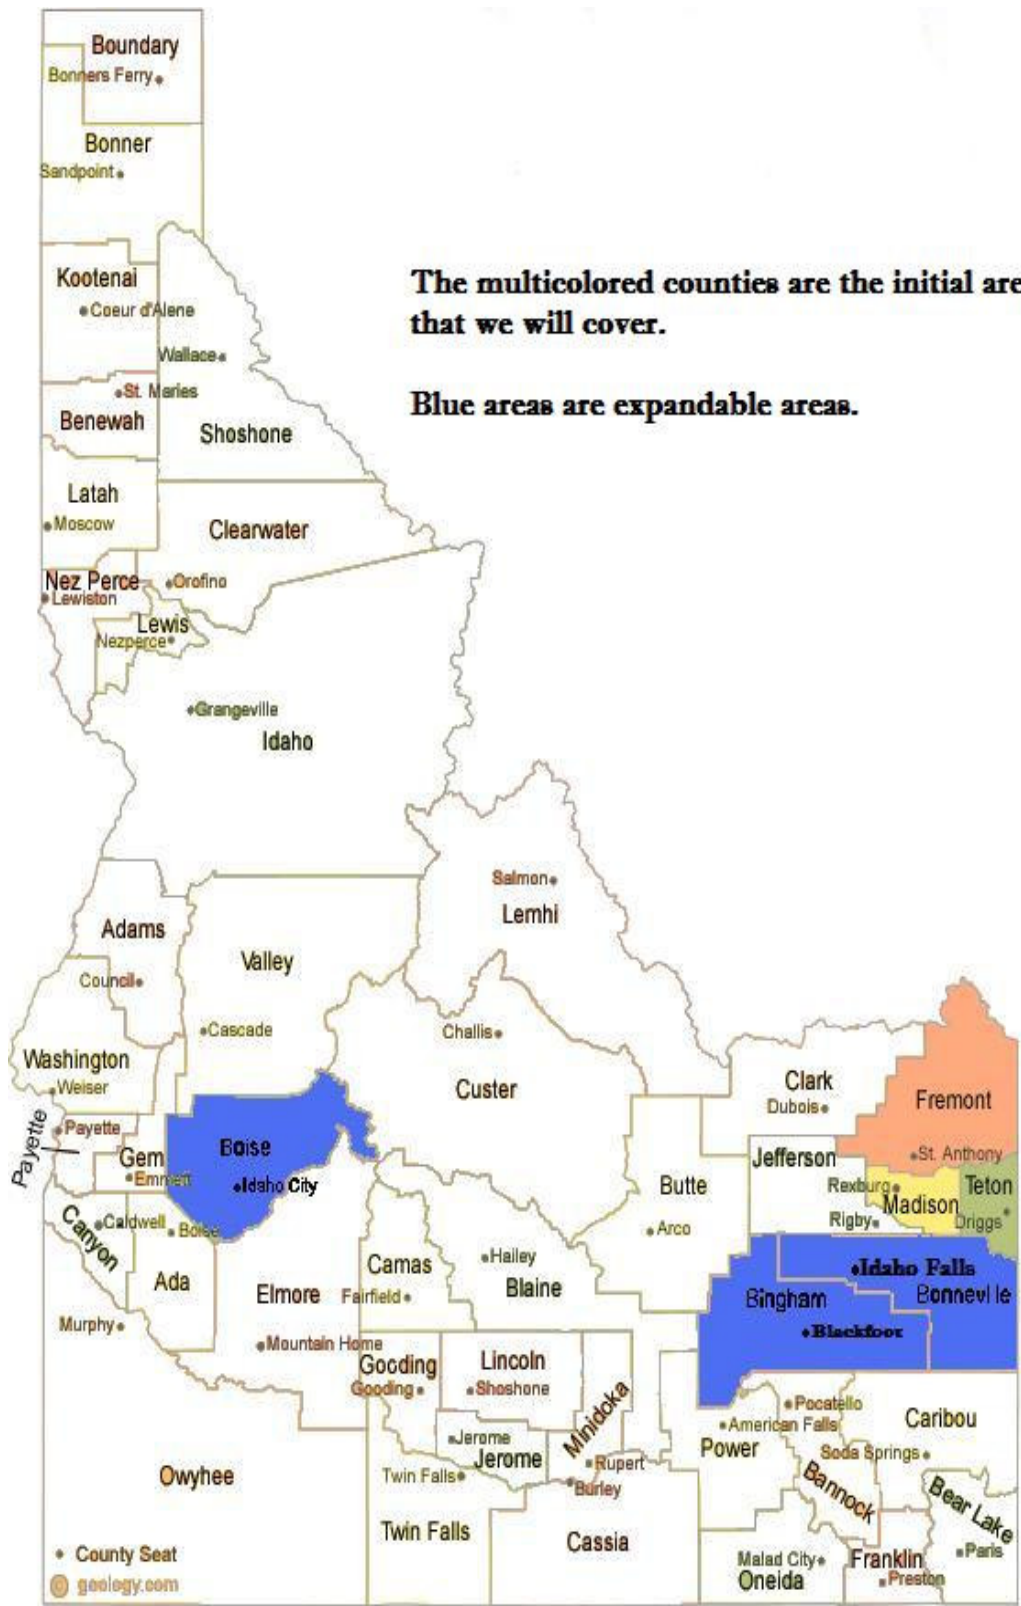 Boundary
Bonners Ferry
Bonner
Sandpoint
The multicolored counties are the initial are
that we will cover.
Kootenai
Coeur d'Alene
Wallace
Blue areas are expandable areas.
St. Maries
Benewah
Shoshone
Latah
Moscow
Clearwater
Nez Perce
Orofino
Lewiston
Lewis
Nezperce
Grangeville
Idaho
Salmon
Lemhi
Adams
Valley
Council
Cascade
Challis
Washington
Weiser
Custer
Clark
Dubois
Fremont
Payette
Payette
Gem
Emmett
Boise
Idaho City
Jefferson
St. Anthony
Butte
Rexburg
Madison
Teton
Rigby
Driggs
Arco
Canyon
Caldwell
Boise
Ada
Camas
Fairfield
Hailey
Blaine
Idaho Falls
Bingham
Bonneville
Blackfoot
Elmore
Murphy
Mountain Home
Gooding
Gooding
Lincoln
Shoshone
Minidoka
Jerome
Jerome
Rupert
Burley
Twin Falls
Twin Falls
Cassia
Owyhee
Pocatello
American Falls
Power
Caribou
Soda Springs
Bannock
Bear Lake
Paris
Malad City
Oneida
Franklin
Preston
County Seat
© geology.com